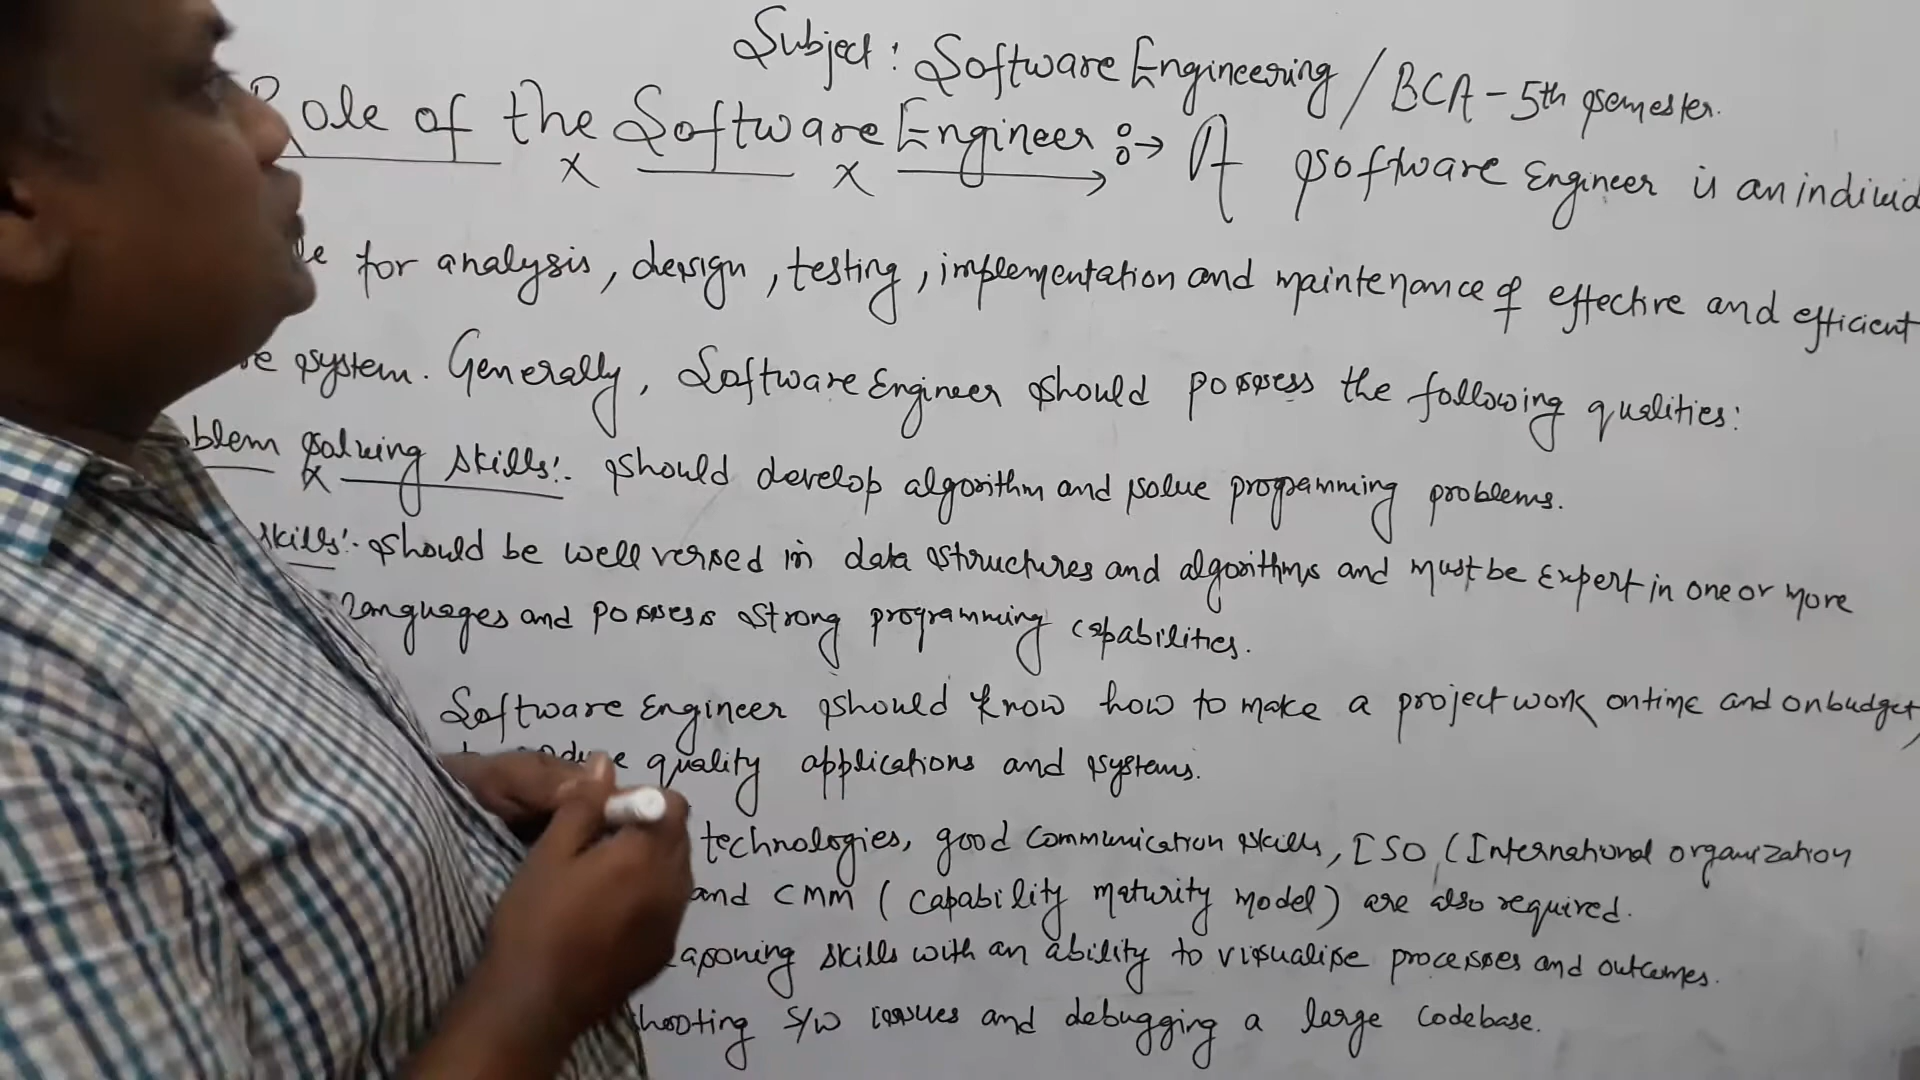 Subject: Software Engineering / BCA - 5th semester.
Role of the Software Engineer :→ A software Engineer is an individ
le for analysis, design, testing, implementation and maintenance of effective and efficient
re system. Generally, Software Engineer should possess the following qualities:
blem solving skills:- should develop algorithm and solve programming problems.
skills:- should be well versed in data structures and algorithms and must be expert in one or more
languages and possess strong programming capabilities.
Software Engineer should know how to make a project work on time and on budget,
quality applications and systems.
technologies, good communication skills, ISO (International organization
and CMM (capability maturity model) are also required.
easoning skills with an ability to visualise processes and outcomes.
hooting S/W issues and debugging a large codebase.